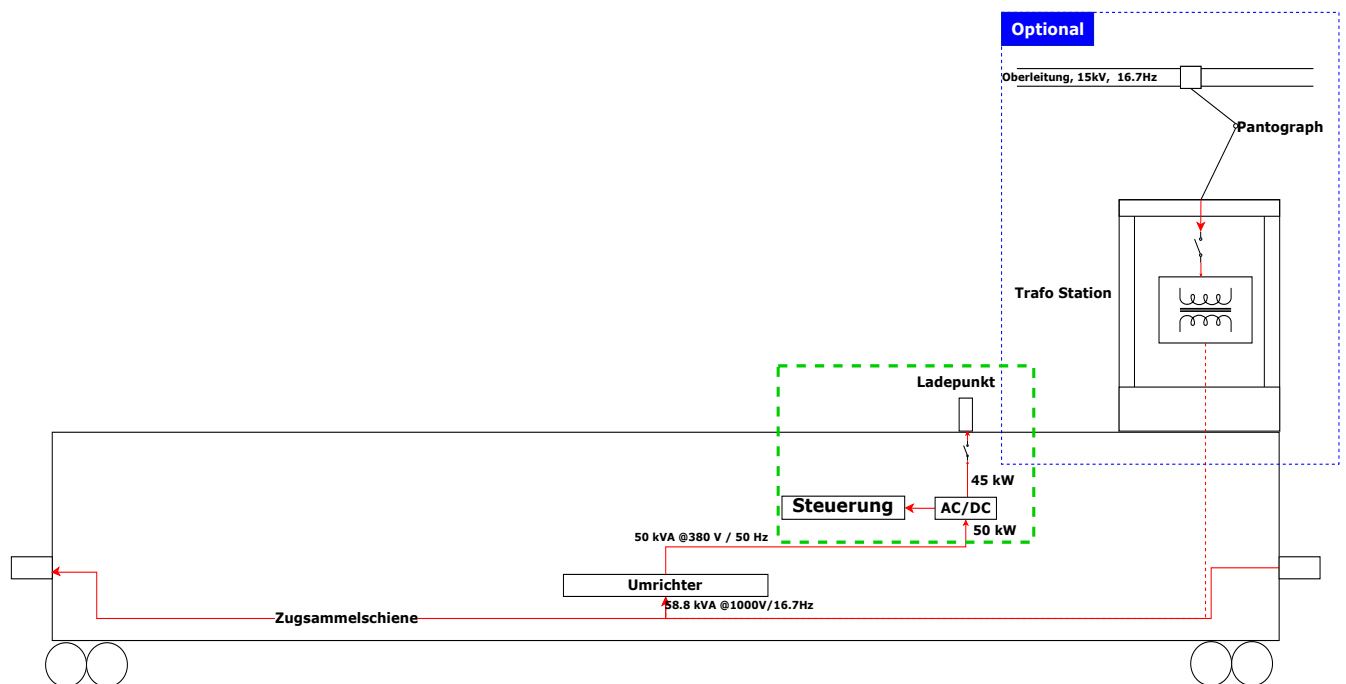 Optional
Oberleitung, 15kV, 16.7Hz
Pantograph
Trafo Station
Ladepunkt
45 kW
Steuerung
AC/DC
50 kW
50 kVA @380 V / 50 Hz
Umrichter
58.8 kVA @1000V/16.7Hz
Zugsammelschiene